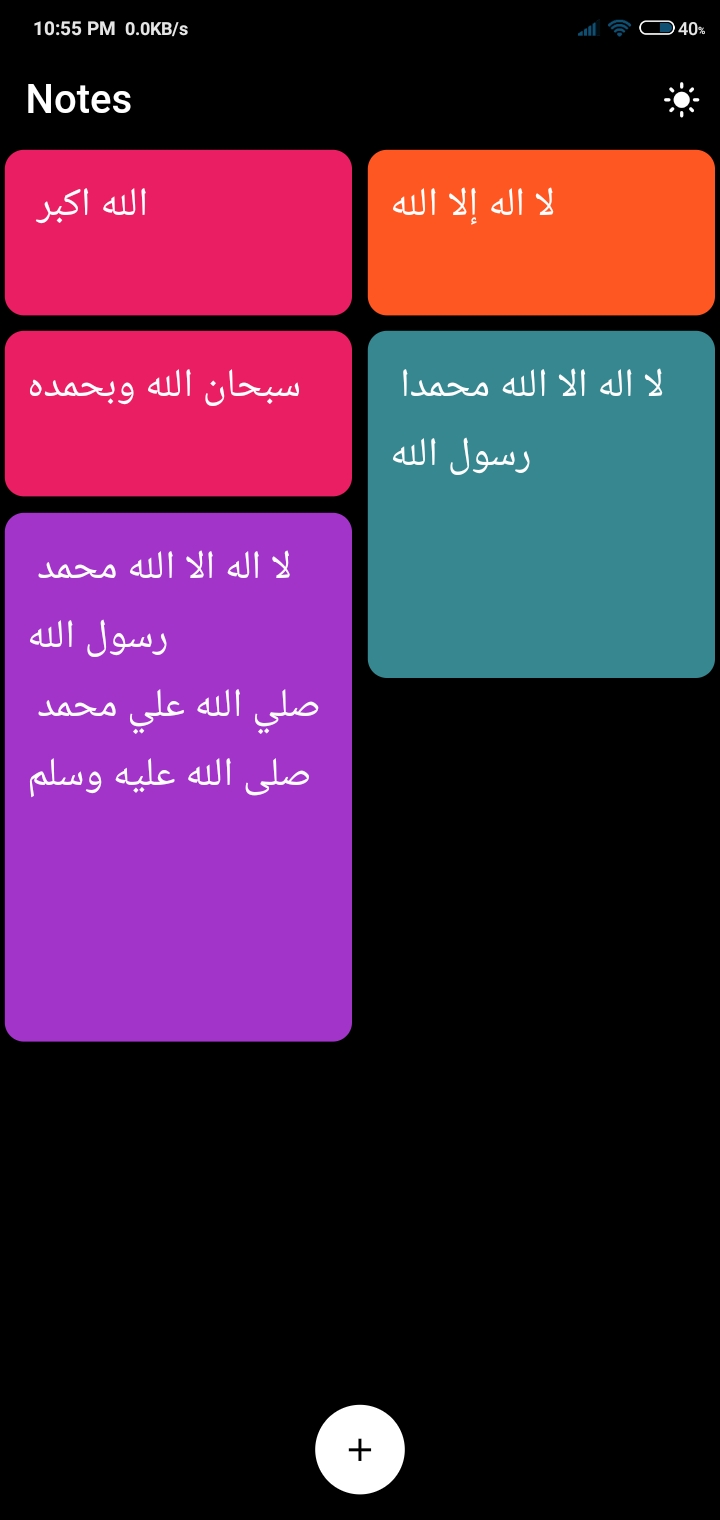 10:55 PM 0.0KB/s
40%
Notes
الله اكبر
لا اله إلا الله
سبحان الله وبحمده
لا اله الا الله محمدا
رسول الله
لا اله الا الله محمد
رسول الله
صلي الله علي محمد
صلى الله عليه وسلم
+